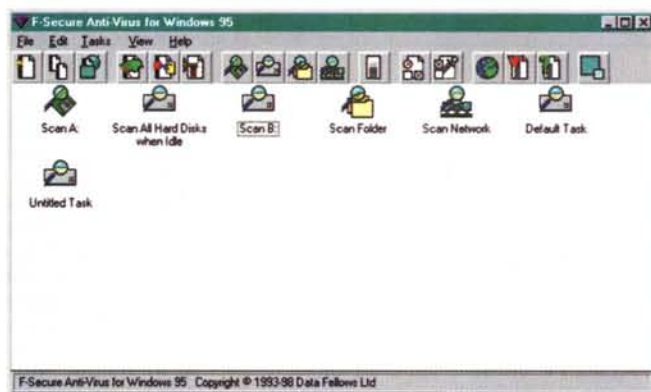 F-Secure Anti-Virus for Windows 95
File Edit Tasks View Help
Scan A:
Scan All Hard Disks when Idle
Scan B:
Scan Folder
Scan Network
Default Task
Untitled Task
F-Secure Anti-Virus for Windows 95 Copyright © 1993-98 Data Fellows Ltd